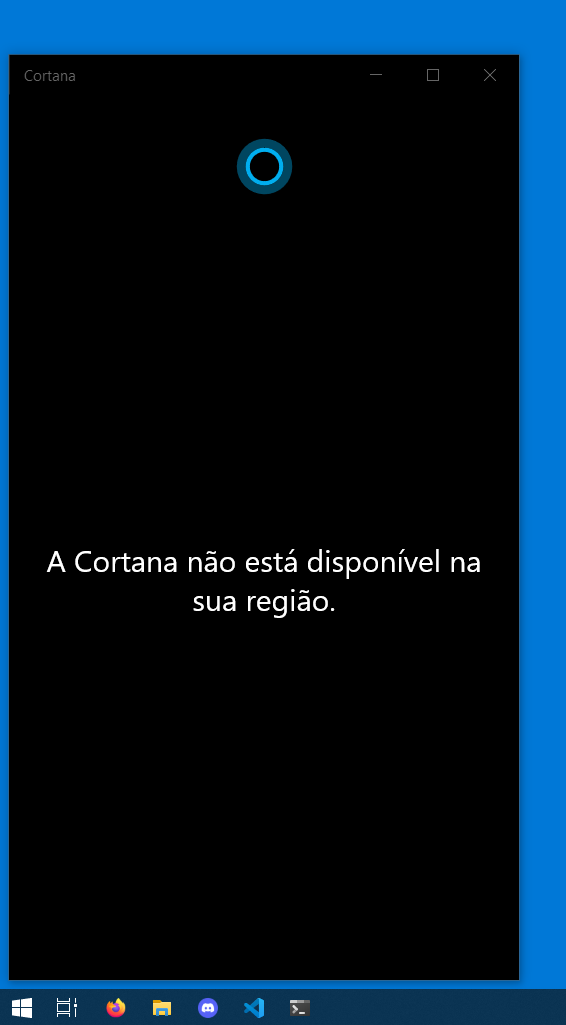 Cortana
A Cortana não está disponível na
sua região.